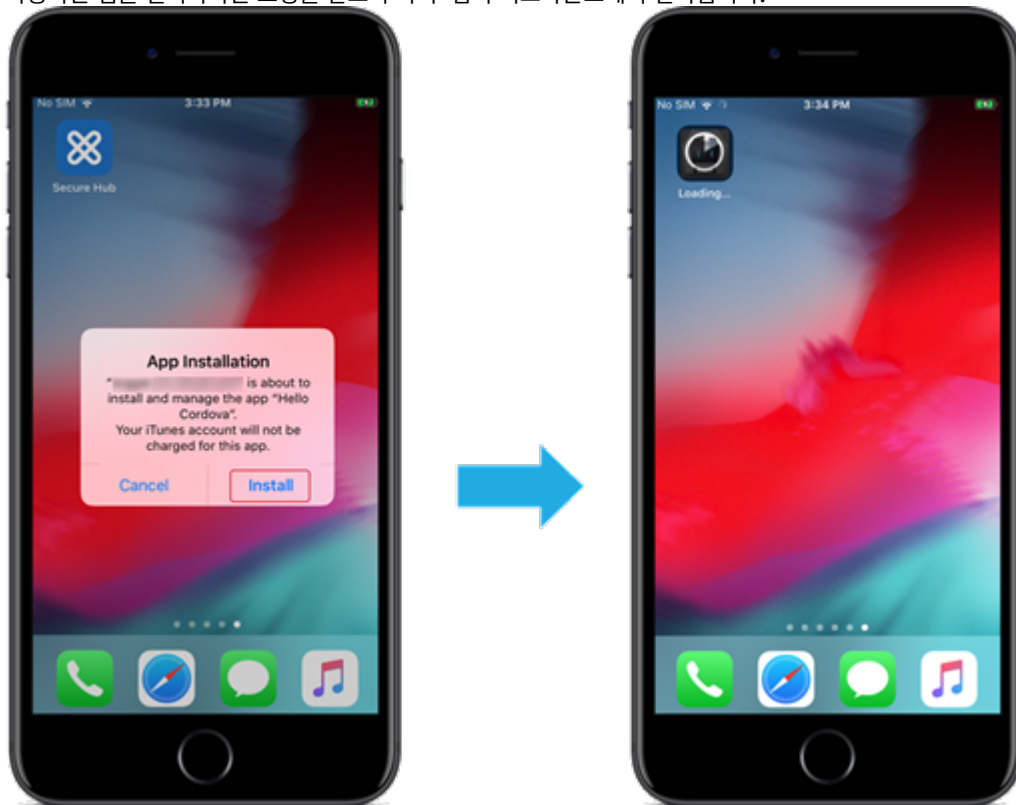 No SIM
3:33 PM
Secure Hub
App Installation
" is about to
install and manage the app "Hello
Cordova".
Your iTunes account will not be
charged for this app.
Cancel
Install
No SIM
3:34 PM
Loading...